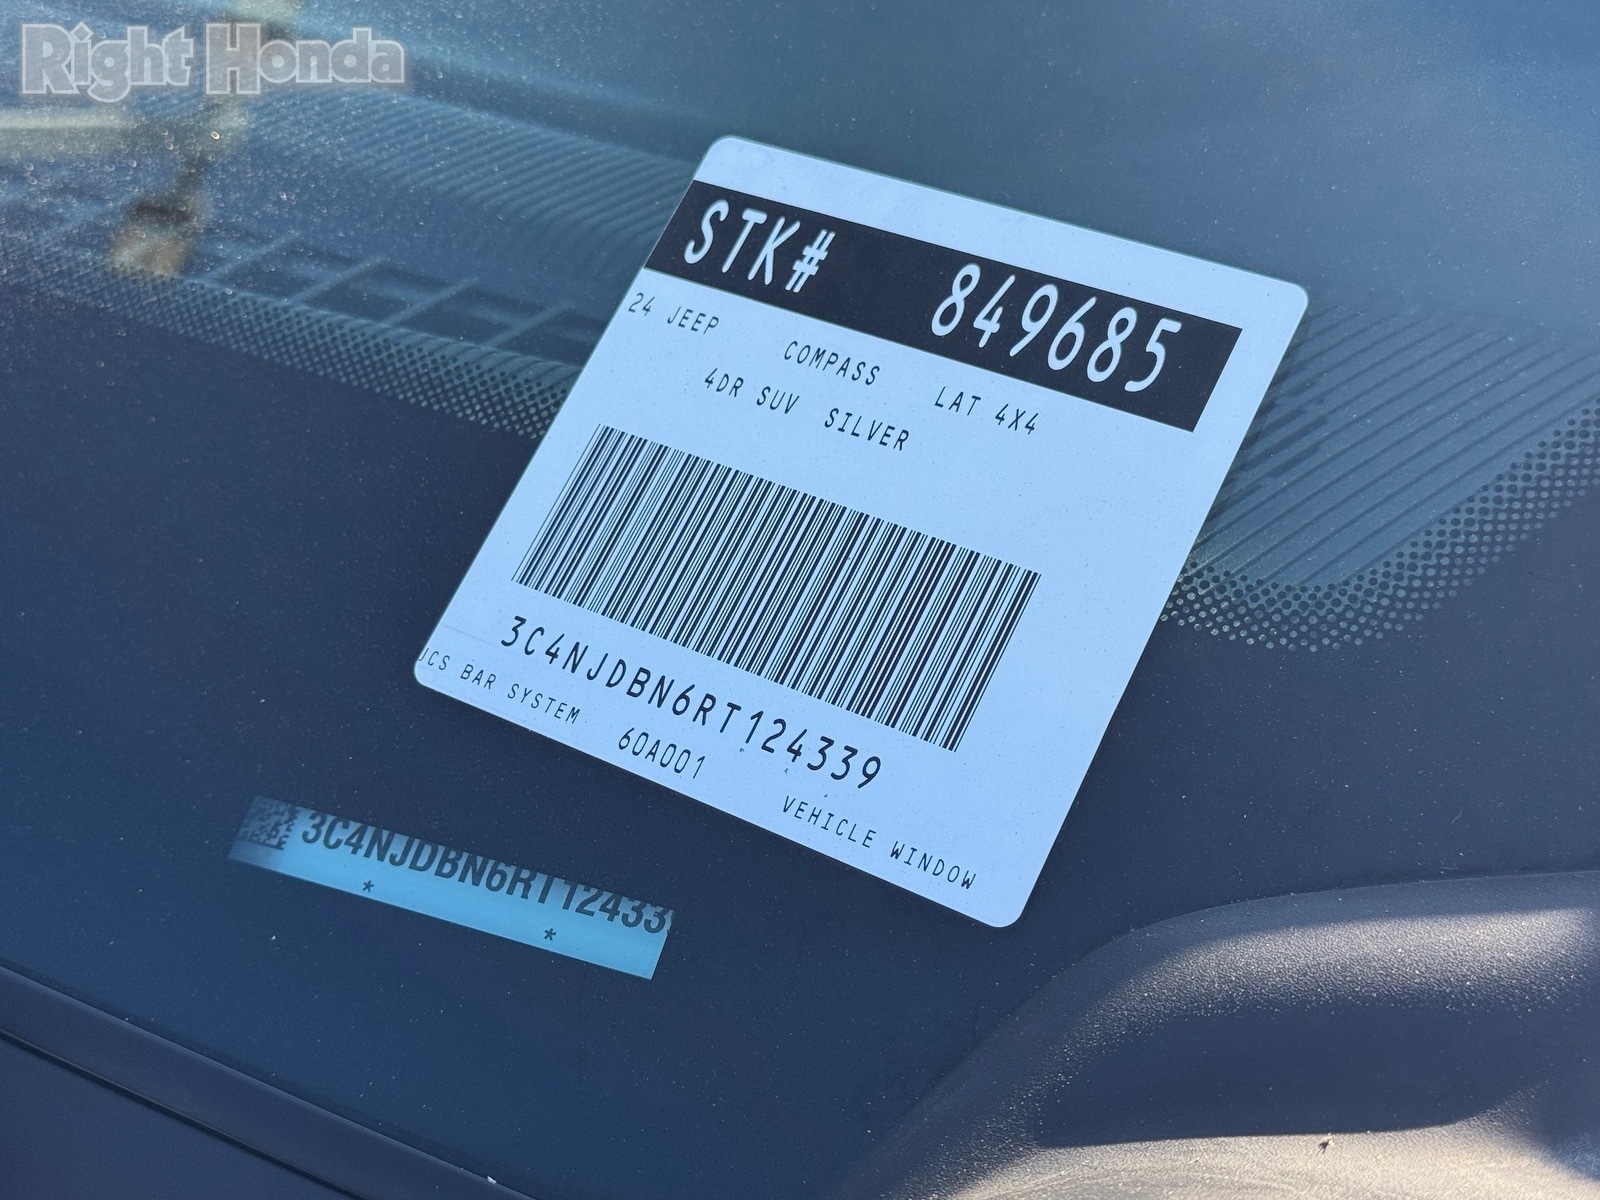 Right Honda
STK# 849685
24 JEEP COMPASS LAT 4X4
4DR SUV SILVER
3C4NJDBN6RT124339
JCS BAR SYSTEM 60A001 VEHICLE WINDOW
3C4NJDBN6RT12433
* *